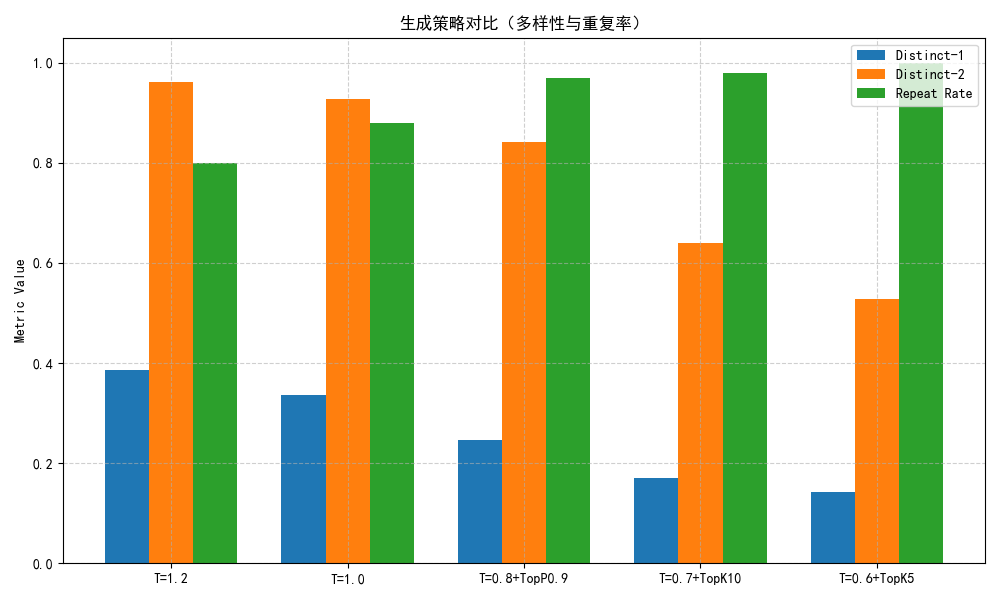 生成策略对比（多样性与重复率）
Distinct-1
Distinct-2
Repeat Rate
Metric Value
1.0
0.8
0.6
0.4
0.2
0.0
T=1.2
T=1.0
T=0.8+TopP0.9
T=0.7+TopK10
T=0.6+TopK5